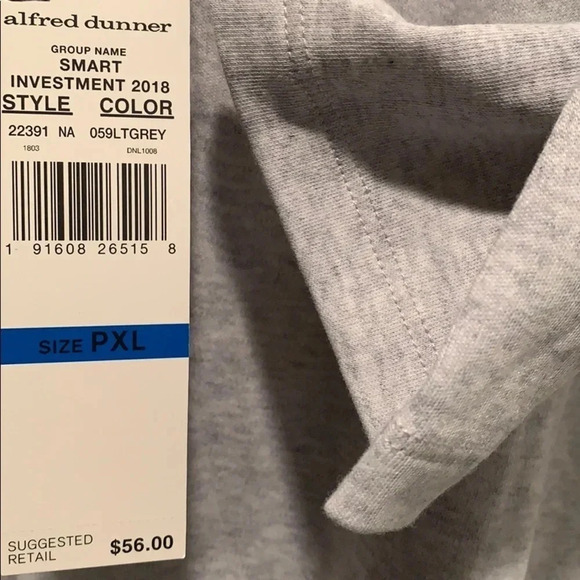 alfred dunner
GROUP NAME
SMART
INVESTMENT 2018
STYLE COLOR
22391 NA 059LTGREY
1803 DNL1008
1 91608 26515 8
SIZE PXL
SUGGESTED
RETAIL $56.00